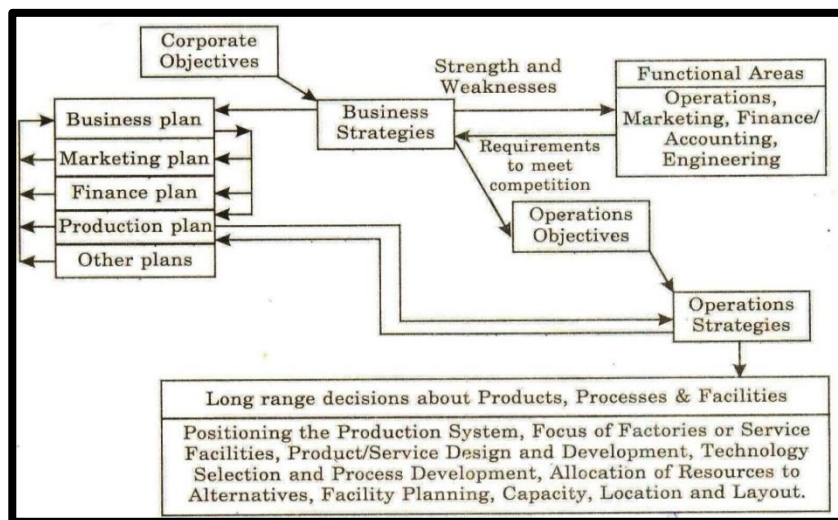 Corporate
Objectives
Strength and
Weaknesses
Functional Areas
Operations,
Marketing, Finance/
Accounting,
Engineering
Business
Strategies
Requirements
to meet
competition
Business plan
Marketing plan
Finance plan
Production plan
Other plans
Operations
Objectives
Operations
Strategies
Long range decisions about Products, Processes & Facilities
Positioning the Production System, Focus of Factories or Service
Facilities, Product/Service Design and Development, Technology
Selection and Process Development, Allocation of Resources to
Alternatives, Facility Planning, Capacity, Location and Layout.